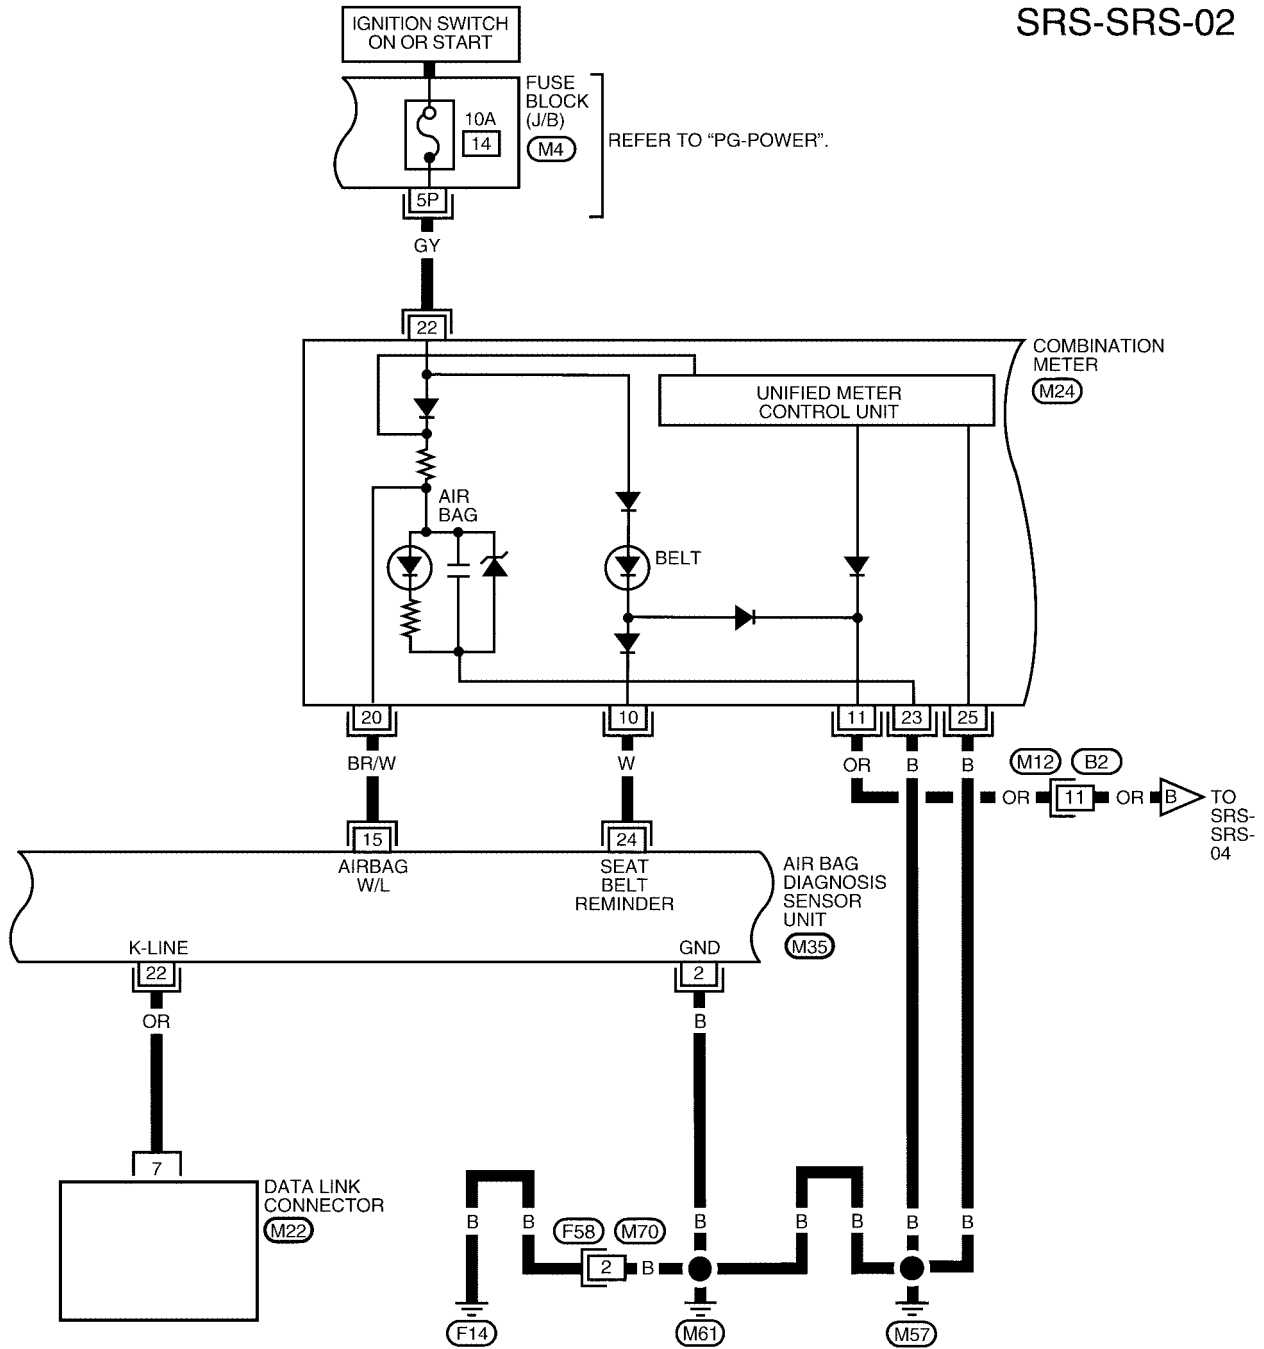 SRS-SRS-02
IGNITION SWITCH
ON OR START
FUSE
BLOCK
(J/B)
M4
10A
14
REFER TO “PG-POWER”.
5P
GY
22
COMBINATION
METER
M24
UNIFIED METER
CONTROL UNIT
AIR
BAG
BELT
20
10
11
23
25
BR/W
W
OR
B
B
M12
B2
OR
11
OR
B
TO
SRS-
SRS-
04
15
24
AIRBAG
W/L
SEAT
BELT
REMINDER
AIR BAG
DIAGNOSIS
SENSOR
UNIT
M35
K-LINE
GND
22
2
OR
B
7
DATA LINK
CONNECTOR
M22
B
B
B
B
B
B
B
F58
M70
2
B
F14
M61
M57